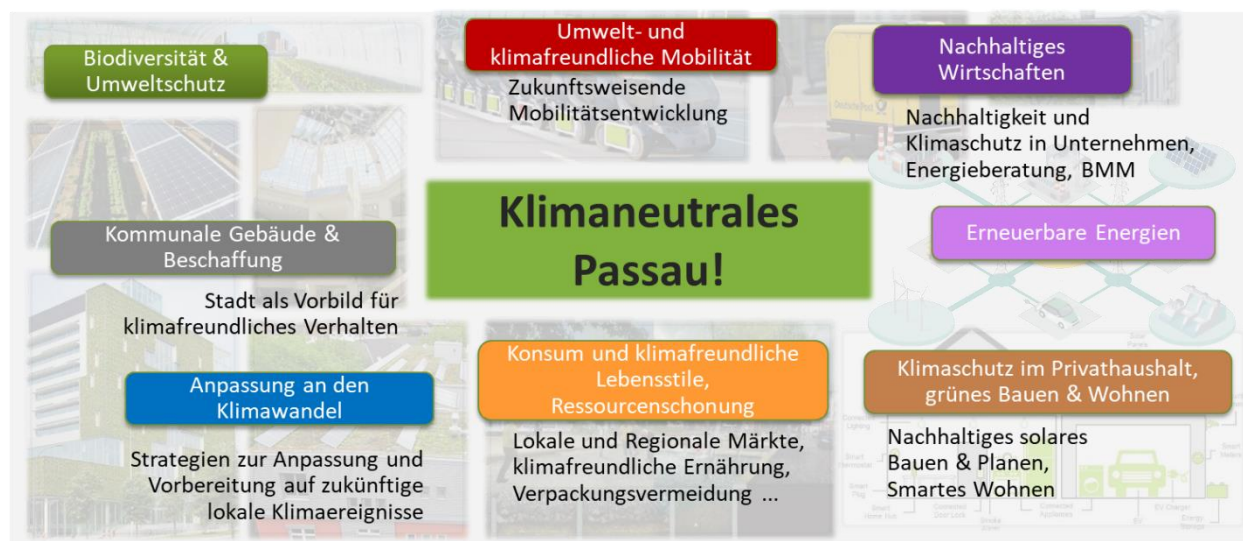 Biodiversität &
Umweltschutz
Umwelt- und
klimafreundliche Mobilität
Zukunftsweisende
Mobilitätsentwicklung
Nachhaltiges
Wirtschaften
Nachhaltigkeit und
Klimaschutz in Unternehmen,
Energieberatung, BMM
Klimaneutrales
Passau!
Kommunale Gebäude &
Beschaffung
Stadt als Vorbild für
klimafreundliches Verhalten
Erneuerbare Energien
Anpassung an den
Klimawandel
Strategien zur Anpassung und
Vorbereitung auf zukünftige
lokale Klimaereignisse
Konsum und klimafreundliche
Lebensstile,
Ressourcenschonung
Lokale und Regionale Märkte,
klimafreundliche Ernährung,
Verpackungsvermeidung ...
Klimaschutz im Privathaushalt,
grünes Bauen & Wohnen
Nachhaltiges solares
Bauen & Planen,
Smartes Wohnen